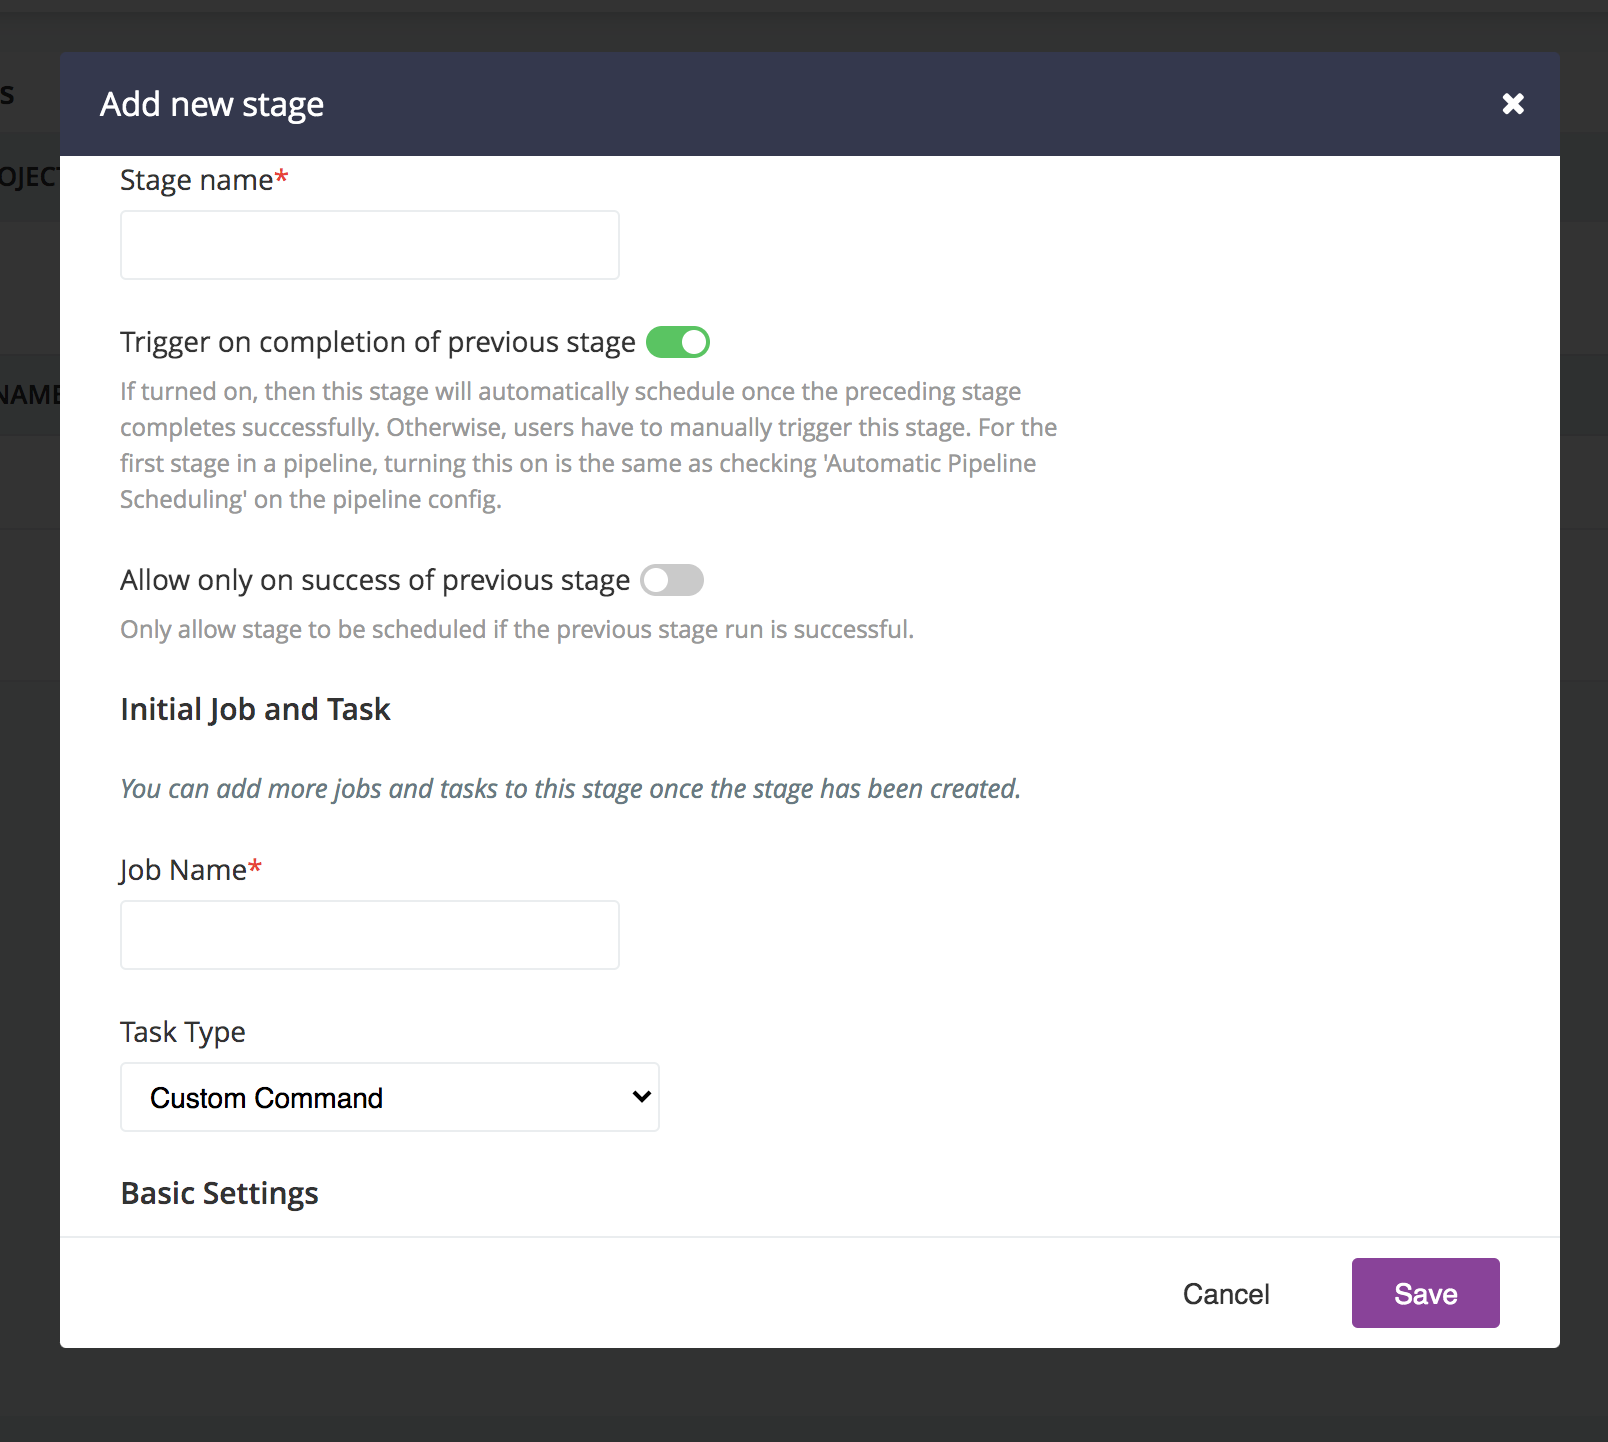 Add new stage
S
OJECT
Stage name*
Trigger on completion of previous stage
If turned on, then this stage will automatically schedule once the preceding stage
completes successfully. Otherwise, users have to manually trigger this stage. For the
first stage in a pipeline, turning this on is the same as checking 'Automatic Pipeline
Scheduling' on the pipeline config.
NAME
Allow only on success of previous stage
Only allow stage to be scheduled if the previous stage run is successful.
Initial Job and Task
You can add more jobs and tasks to this stage once the stage has been created.
Job Name*
Task Type
Custom Command
Basic Settings
Cancel
Save